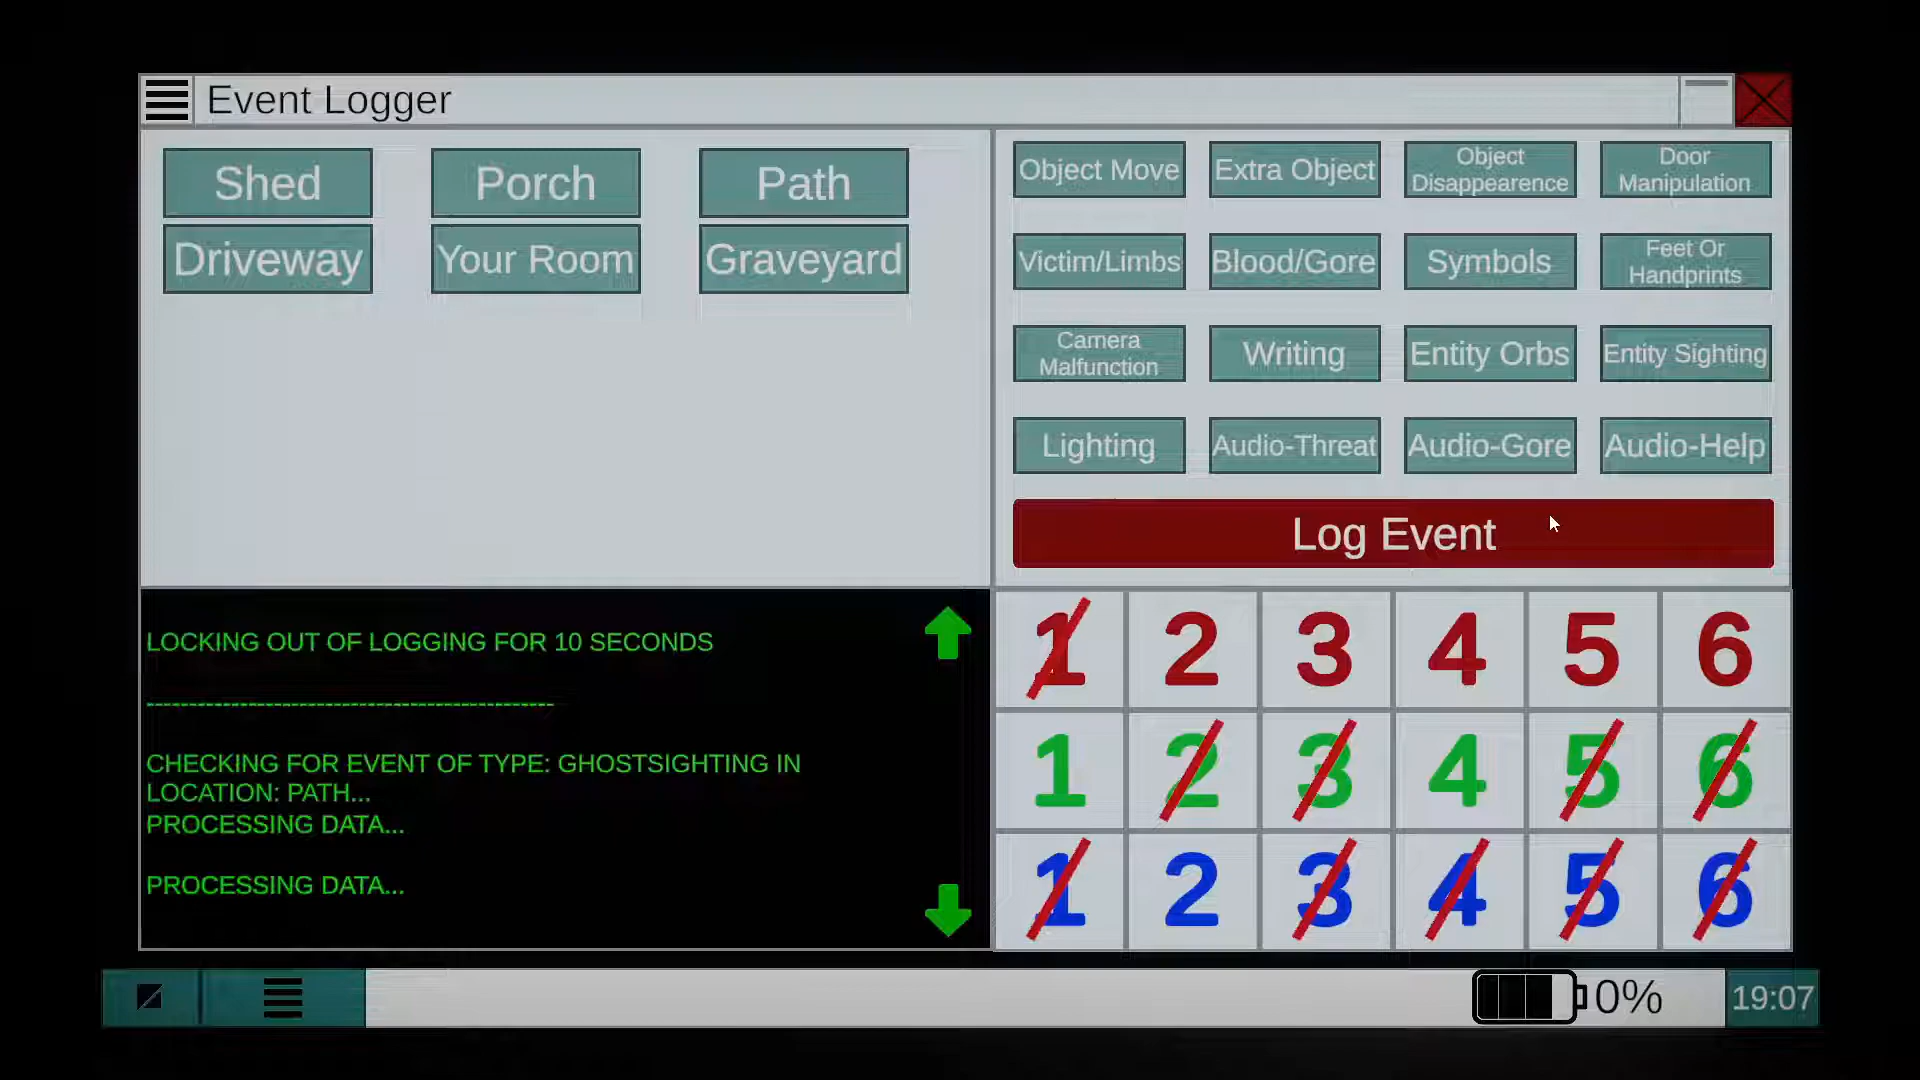 Event Logger
Shed Porch Path
Driveway Your Room Graveyard
Object Move Extra Object Object Disappearence Door Manipulation
Victim/Limbs Blood/Gore Symbols Feet Or Handprints
Camera Malfunction Writing Entity Orbs Entity Sighting
Lighting Audio-Threat Audio-Gore Audio-Help
Log Event
LOCKING OUT OF LOGGING FOR 10 SECONDS
------------------------------------------------
CHECKING FOR EVENT OF TYPE: GHOSTSIGHTING IN
LOCATION: PATH...
PROCESSING DATA...
PROCESSING DATA...
1 2 3 4 5 6
1 2 3 4 5 6
1 2 3 4 5 6
0% 19:07